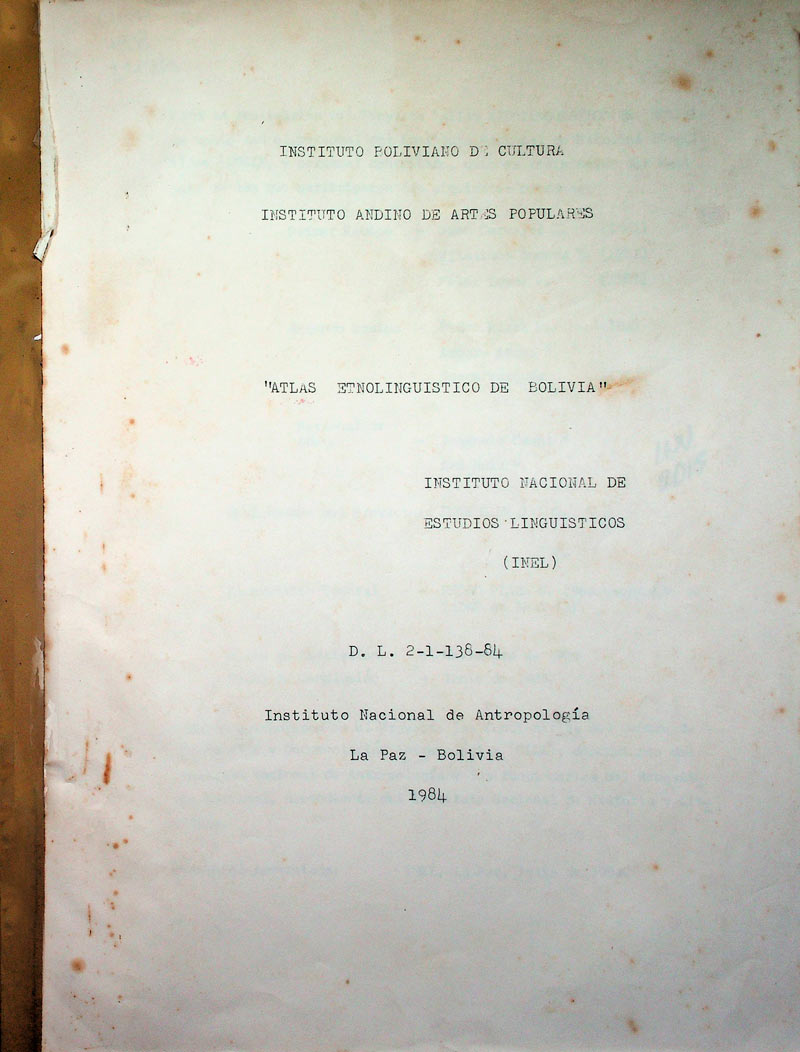 INSTITUTO BOLIVIANO DE CULTURA
INSTITUTO ANDINO DE ARTES POPULARES
"ATLAS ETNOLINGUISTICO DE BOLIVIA"
INSTITUTO NACIONAL DE
ESTUDIOS LINGUISTICOS
(INEL)
D. L. 2-1-138-84
Instituto Nacional de Antropología
La Paz - Bolivia
1984